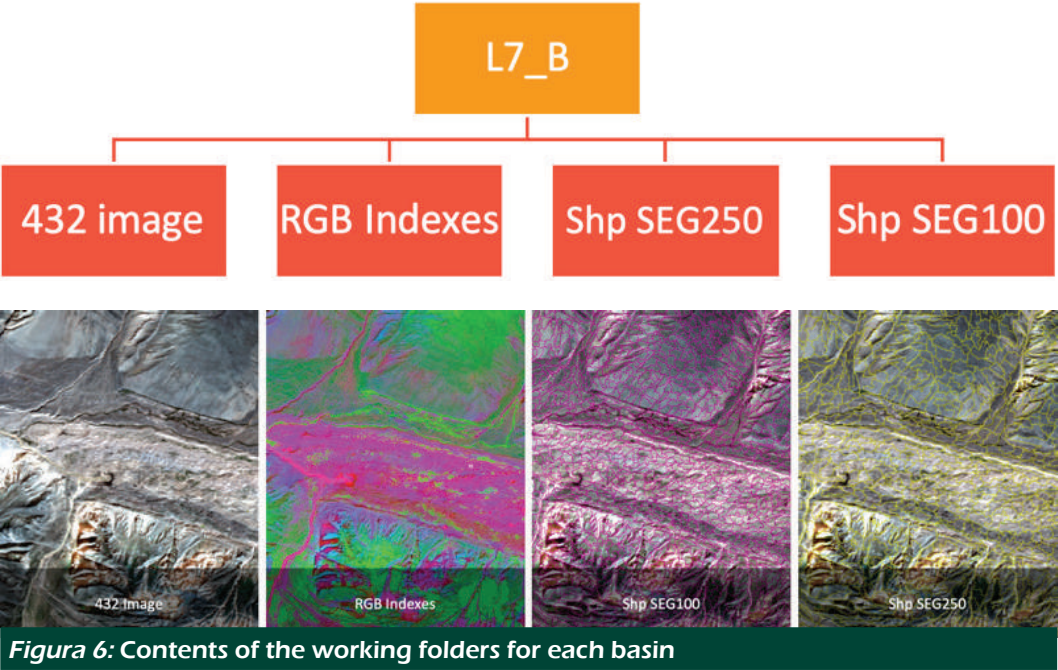 L7_B
432 image
RGB Indexes
Shp SEG250
Shp SEG100
432 Image
RGB Indexes
Shp SEG100
Shp SEG250
Figura 6: Contents of the working folders for each basin